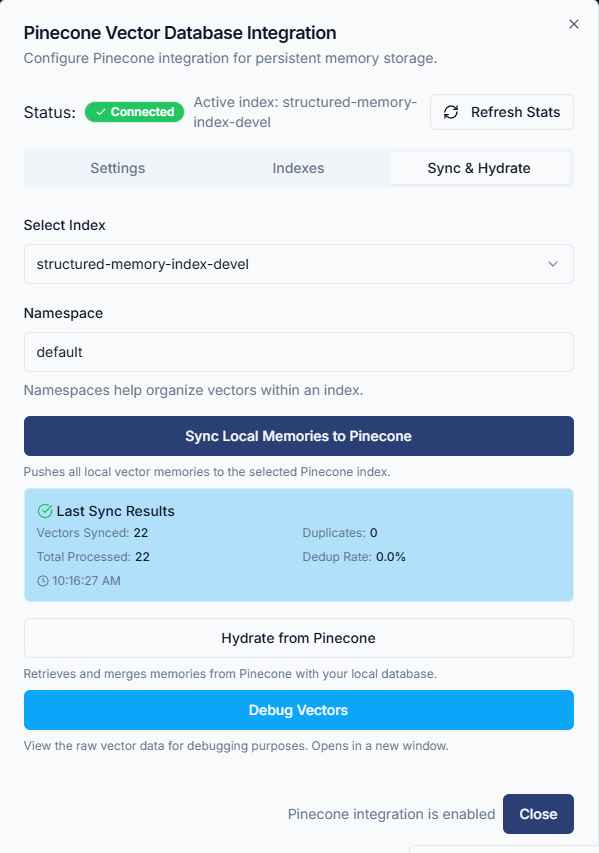 Pinecone Vector Database Integration
Configure Pinecone integration for persistent memory storage.
Status:
Connected
Active index: structured-memory-
index-devel
Refresh Stats
Settings
Indexes
Sync & Hydrate
Select Index
structured-memory-index-devel
Namespace
default
Namespaces help organize vectors within an index.
Sync Local Memories to Pinecone
Pushes all local vector memories to the selected Pinecone index.
Last Sync Results
Vectors Synced: 22
Duplicates: 0
Total Processed: 22
Dedup Rate: 0.0%
10:16:27 AM
Hydrate from Pinecone
Retrieves and merges memories from Pinecone with your local database.
Debug Vectors
View the raw vector data for debugging purposes. Opens in a new window.
Pinecone integration is enabled
Close